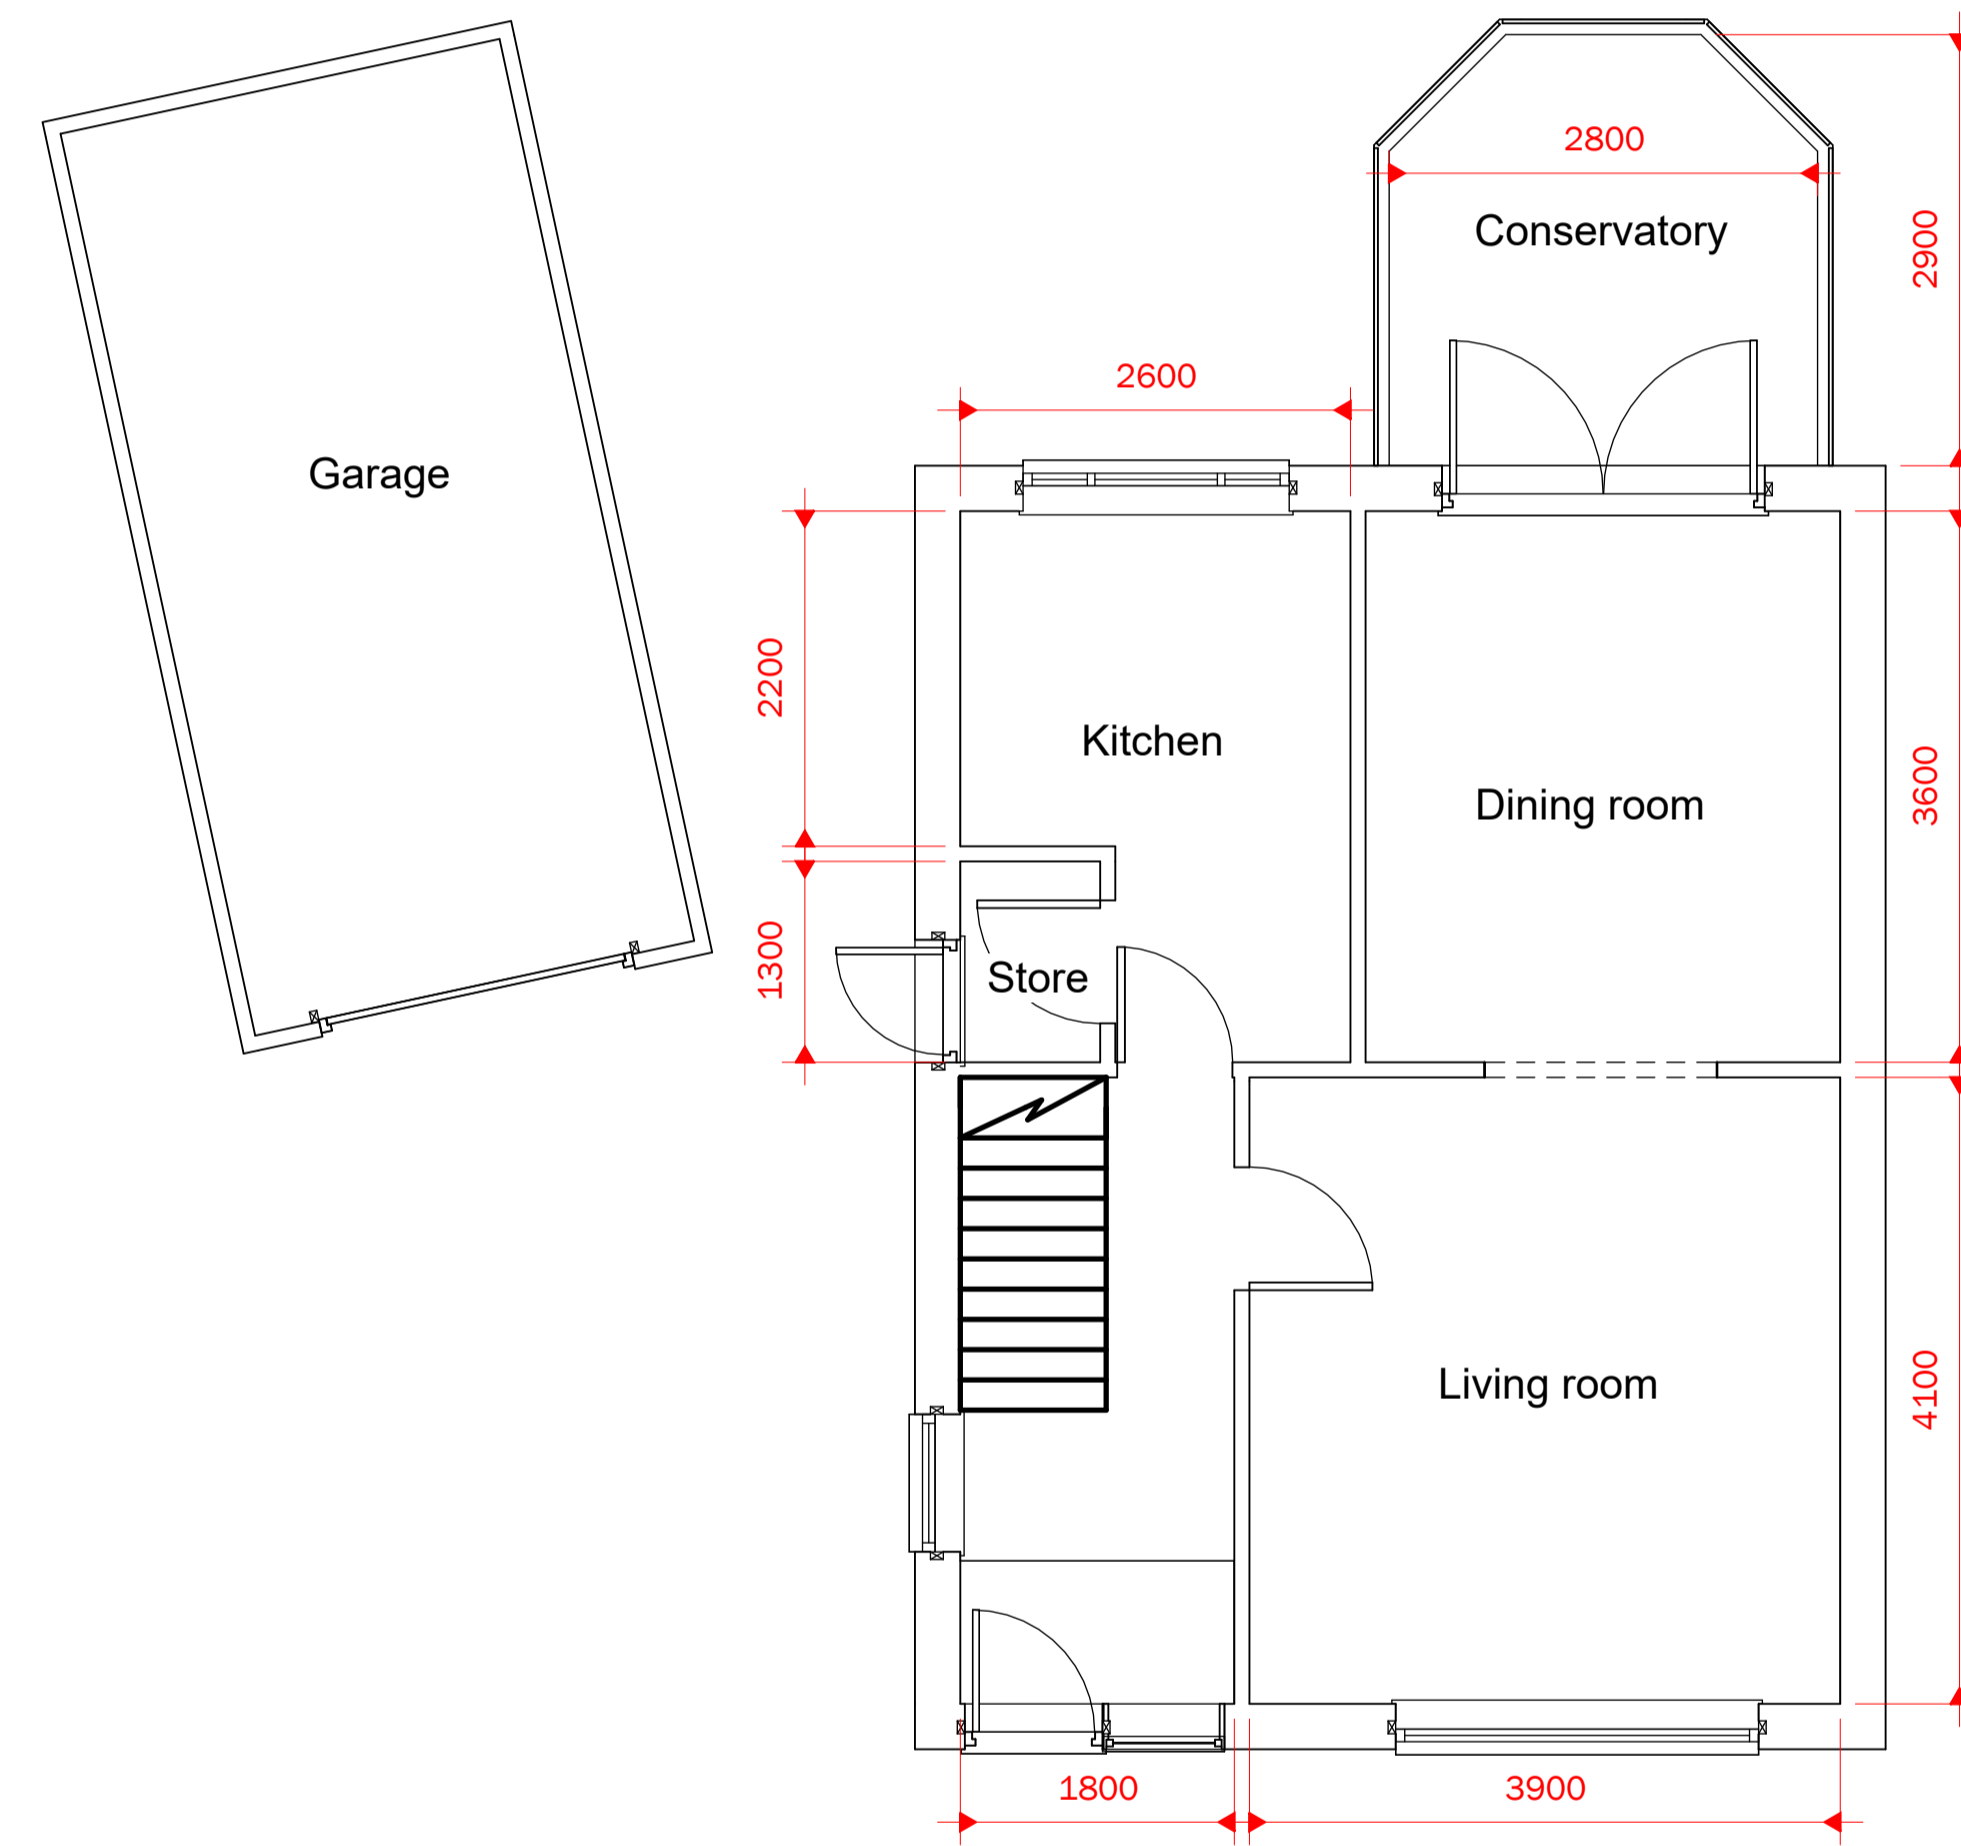 2800
Conservatory
2900
2600
Garage
2200
Kitchen
Dining room
3600
1300
Store
Living room
4100
1800
3900